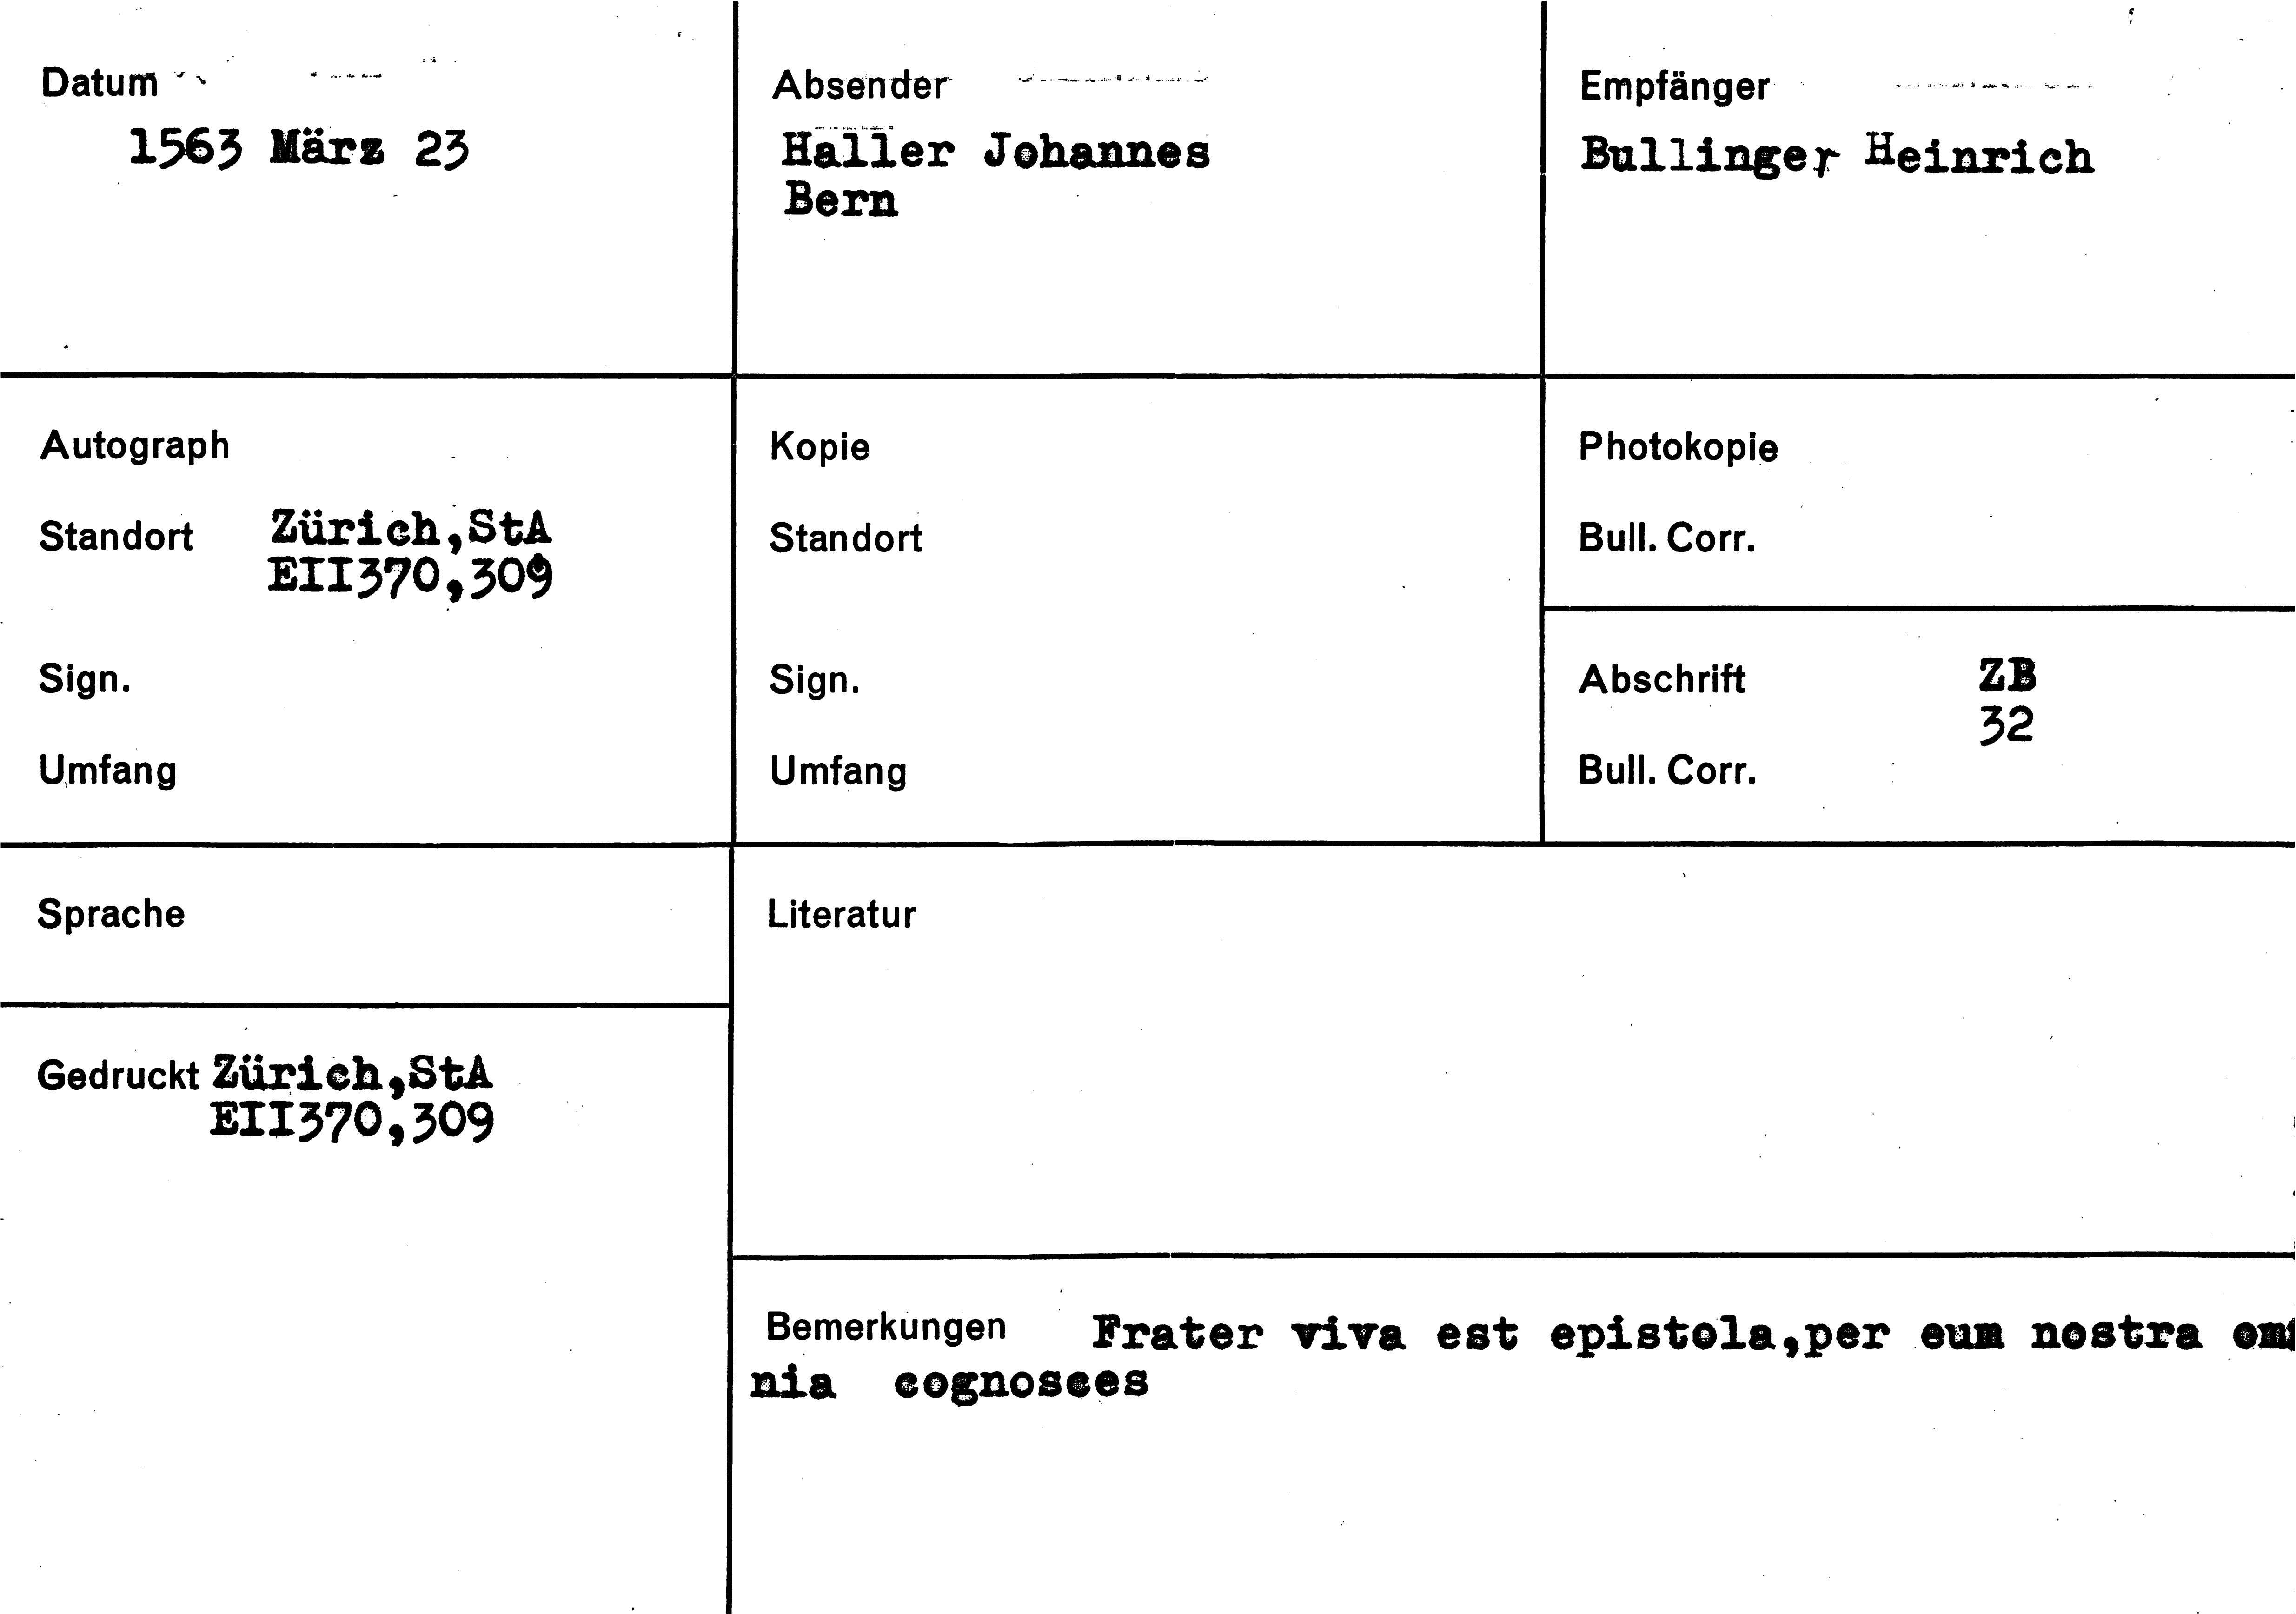 Datum
1563 März 23
Absender
Haller Johannes
Bern
Empfänger
Bullinger Heinrich
Autograph
Standort Zürich,StA
EII370,309
Sign.
Umfang
Kopie
Standort
Sign.
Umfang
Photokopie
Bull. Corr.
Abschrift ZB
32
Bull. Corr.
Sprache
Gedruckt Zürich,StA
EII370,309
Literatur
Bemerkungen Frater viva est epistola,per eum nostra om
nia cognosces